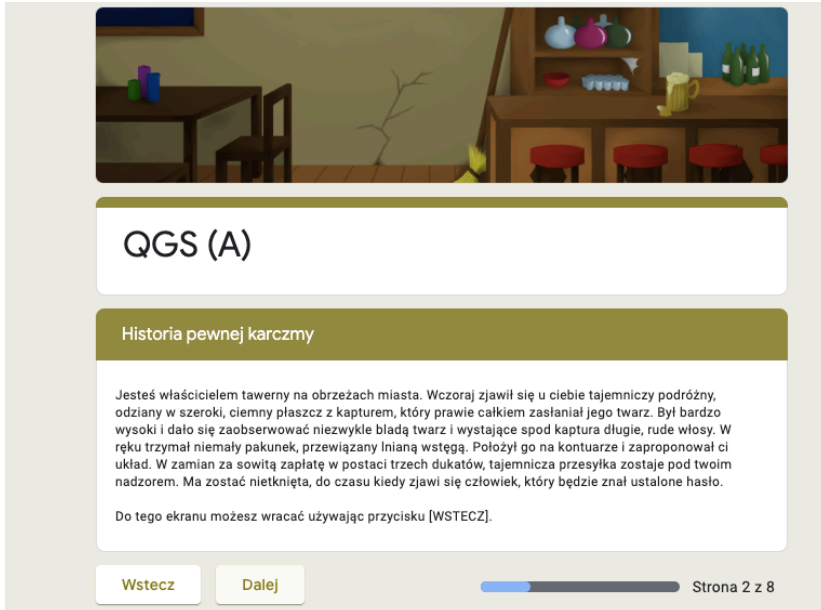 QGS (A)
Historia pewnej karczmy
Jesteś właścicielem tawerny na obrzeżach miasta. Wczoraj zjawił się u ciebie tajemniczy podróżny,
odziany w szeroki, ciemny płaszcz z kapturem, który prawie całkiem zasłaniał jego twarz. Był bardzo
wysoki i dało się zaobserwować niezwykle bladą twarz i wystające spod kaptura długie, rude włosy. W
ręku trzymał niemały pakunek, przewiązany lnianą wstęgą. Położył go na kontuarze i zaproponował ci
układ. W zamian za sowitą zapłatę w postaci trzech dukatów, tajemnicza przesyłka zostaje pod twoim
nadzorem. Ma zostać nietknięta, do czasu kiedy zjawi się człowiek, który będzie znał ustalone hasło.
Do tego ekranu możesz wracać używając przycisku [WSTECZ].
Wstecz Dalej Strona 2 z 8